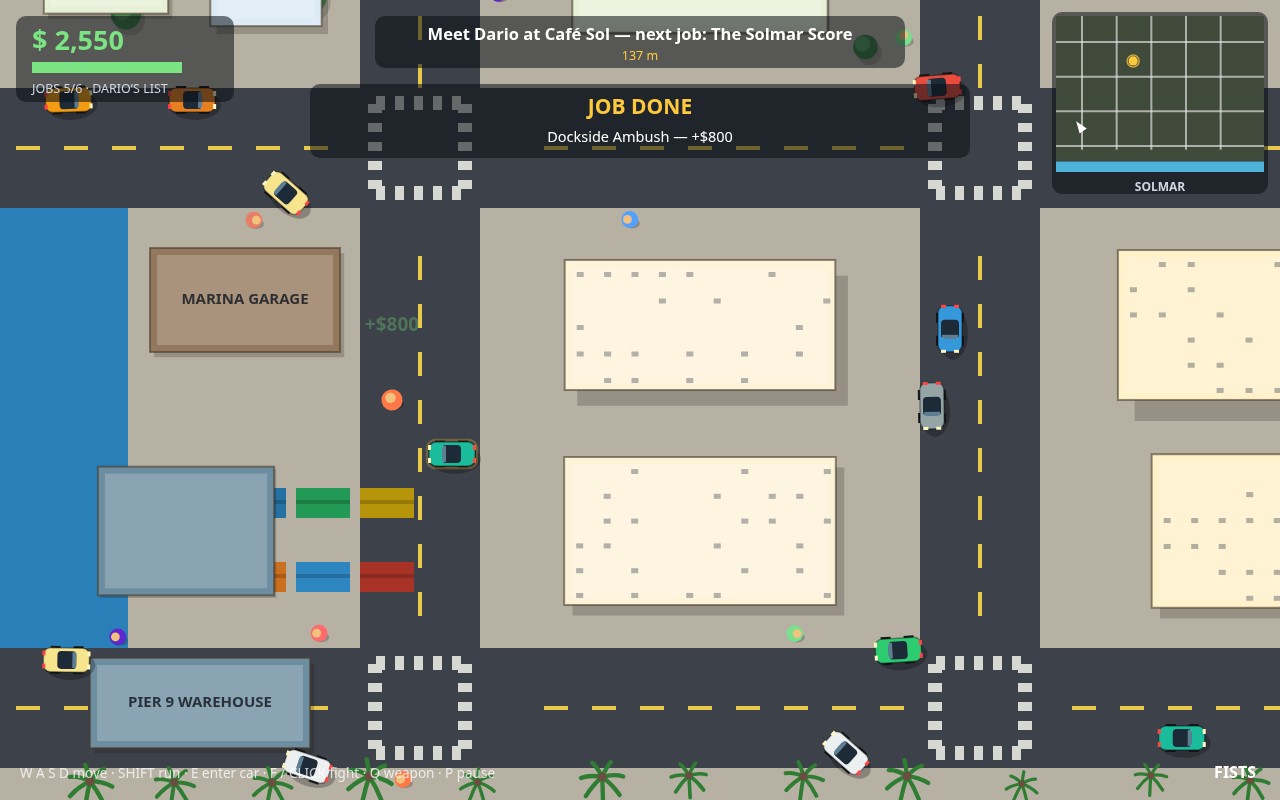 $ 2,550
JOBS 5/6 · DARIO'S LIST
Meet Dario at Café Sol — next job: The Solmar Score
137 m
JOB DONE
Dockside Ambush — +$800
SOLMAR
MARINA GARAGE
+$800
PIER 9 WAREHOUSE
W A S D move · SHIFT run · E enter car · F / CLICK fight · Q weapon · P pause
FISTS